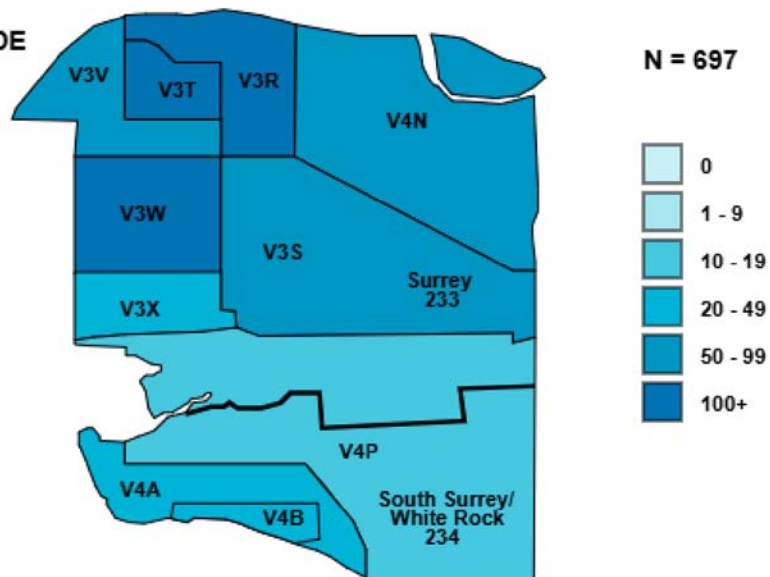 DE
N = 697
V3V
V3T
V3R
V4N
V3W
V3S
V3X
Surrey
233
V4P
V4A
V4B
South Surrey/
White Rock
234
0
1 - 9
10 - 19
20 - 49
50 - 99
100+